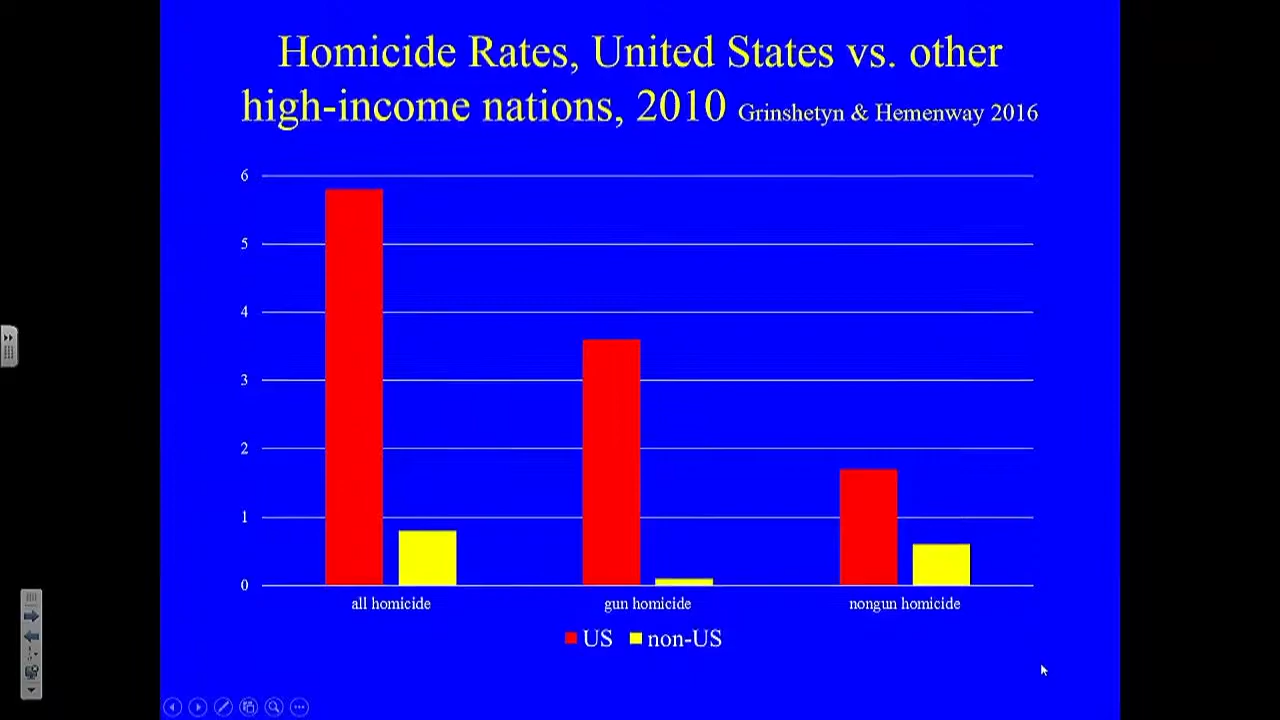 Homicide Rates, United States vs. other
high-income nations, 2010 Grinshetyn & Hemenway 2016
6
5
4
3
2
1
0
all homicide gun homicide nongun homicide
US non-US